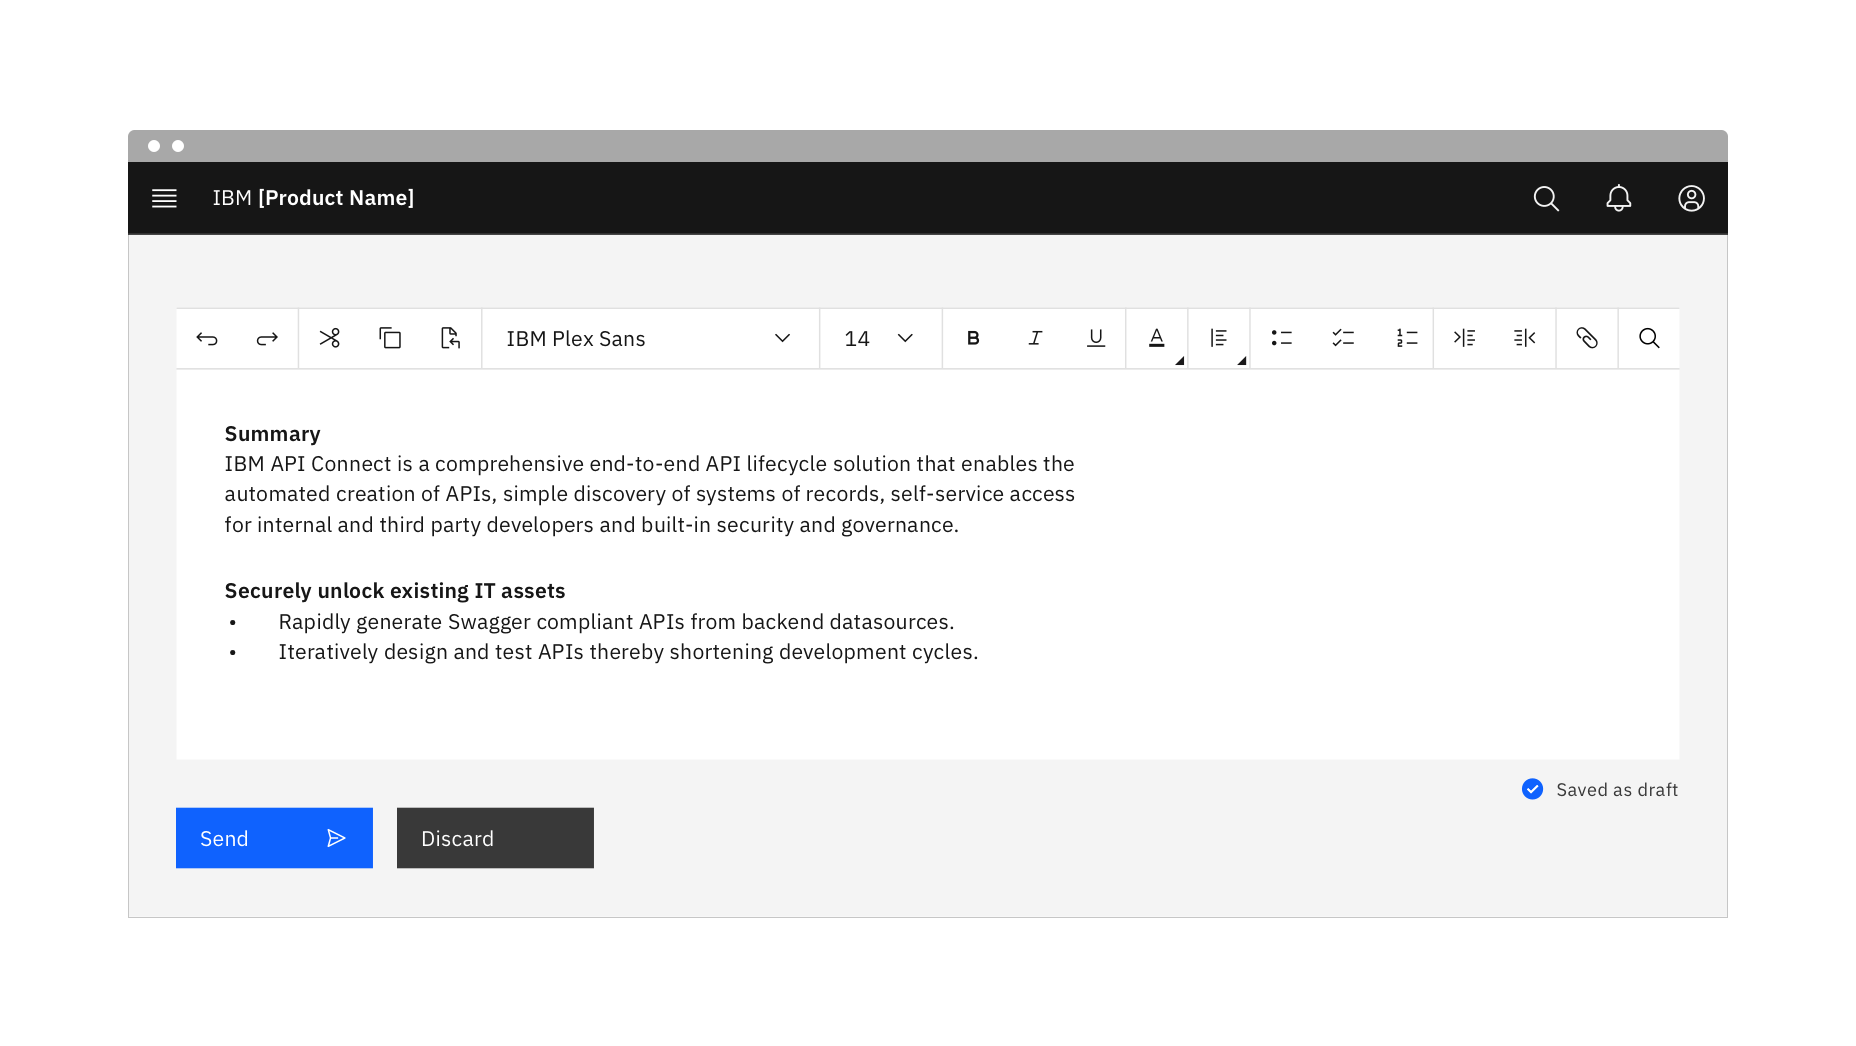 IBM [Product Name]
IBM Plex Sans
14
B
I
U
A
Summary
IBM API Connect is a comprehensive end-to-end API lifecycle solution that enables the
automated creation of APIs, simple discovery of systems of records, self-service access
for internal and third party developers and built-in security and governance.
Securely unlock existing IT assets
• Rapidly generate Swagger compliant APIs from backend datasources.
• Iteratively design and test APIs thereby shortening development cycles.
Saved as draft
Send
Discard